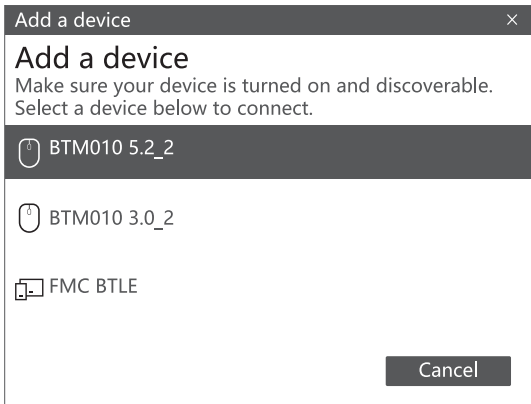 Add a device
Add a device
Make sure your device is turned on and discoverable.
Select a device below to connect.
BTM010 5.2_2
BTM010 3.0_2
FMC BTLE
Cancel